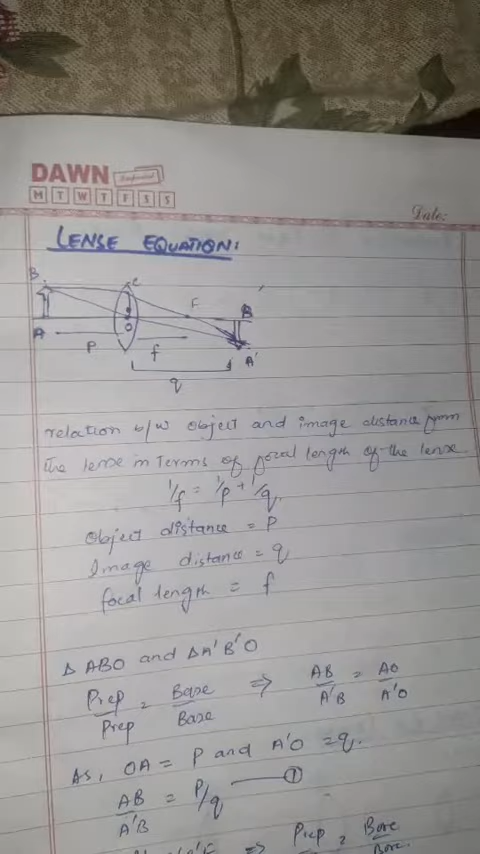 DAWN
M T W T F S S
Date:
LENSE EQUATION:
B C
F B
A O
P f A'
q
relation b/w object and image distance from
the lense in Terms of focal length of the lense
1/f = 1/p + 1/q
Object distance = P
Image distance = q
focal length = f
Δ ABO and ΔA'B'O
Prep/Prep = Base/Base ⇒ AB/A'B = AO/A'O
As, OA = P and A'O = q.
AB/A'B = P/q — ①
⇒ Prep = Base